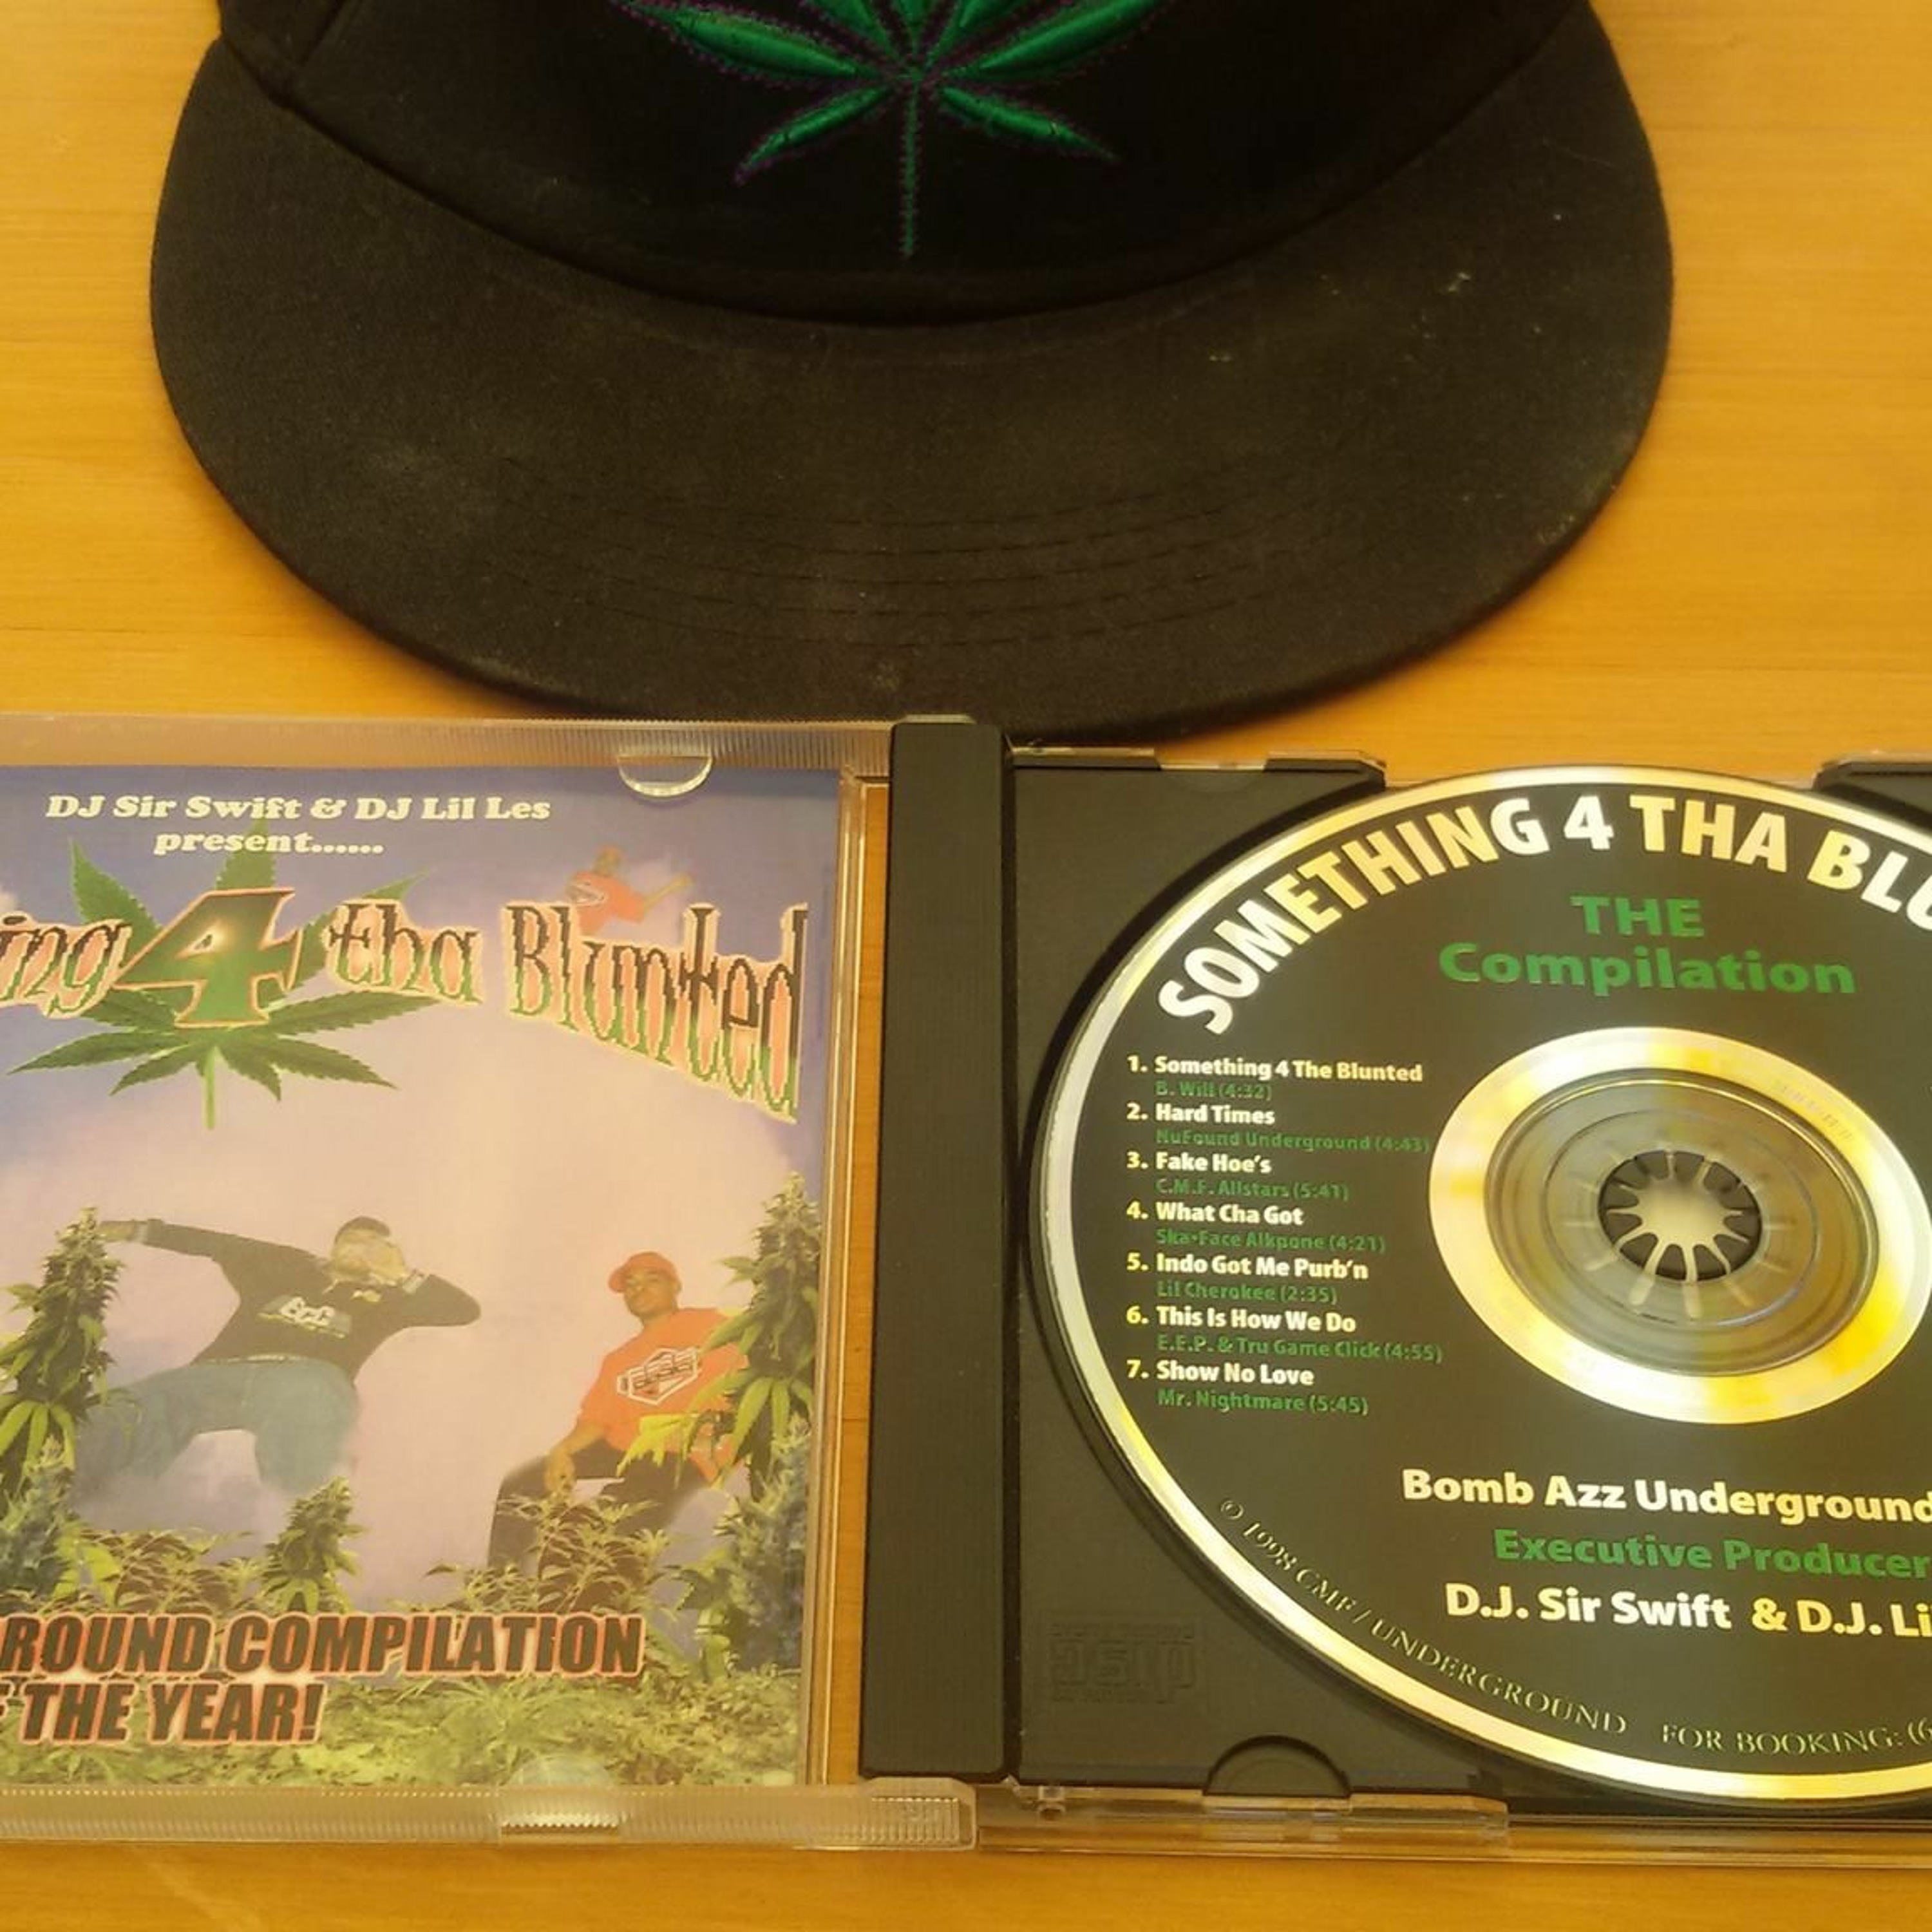 DJ Sir Swift & DJ Lil Les
present......
ing 4 tha Blunted
ROUND COMPILATION
THE YEAR!
SOMETHING 4 THA BLU
THE
Compilation
1. Something 4 The Blunted
B. Will (4:32)
2. Hard Times
NuFound Underground (4:43)
3. Fake Hoe's
C.M.F. Allstars (5:41)
4. What Cha Got
Ska-Face Alkpone (4:21)
5. Indo Got Me Purb'n
Lil Cherokee (2:35)
6. This Is How We Do
E.E.P. & Tru Game Click (4:55)
7. Show No Love
Mr. Nightmare (5:45)
Bomb Azz Underground
Executive Producer
D.J. Sir Swift & D.J. Li
© 1998 CMF / UNDERGROUND FOR BOOKING: (6